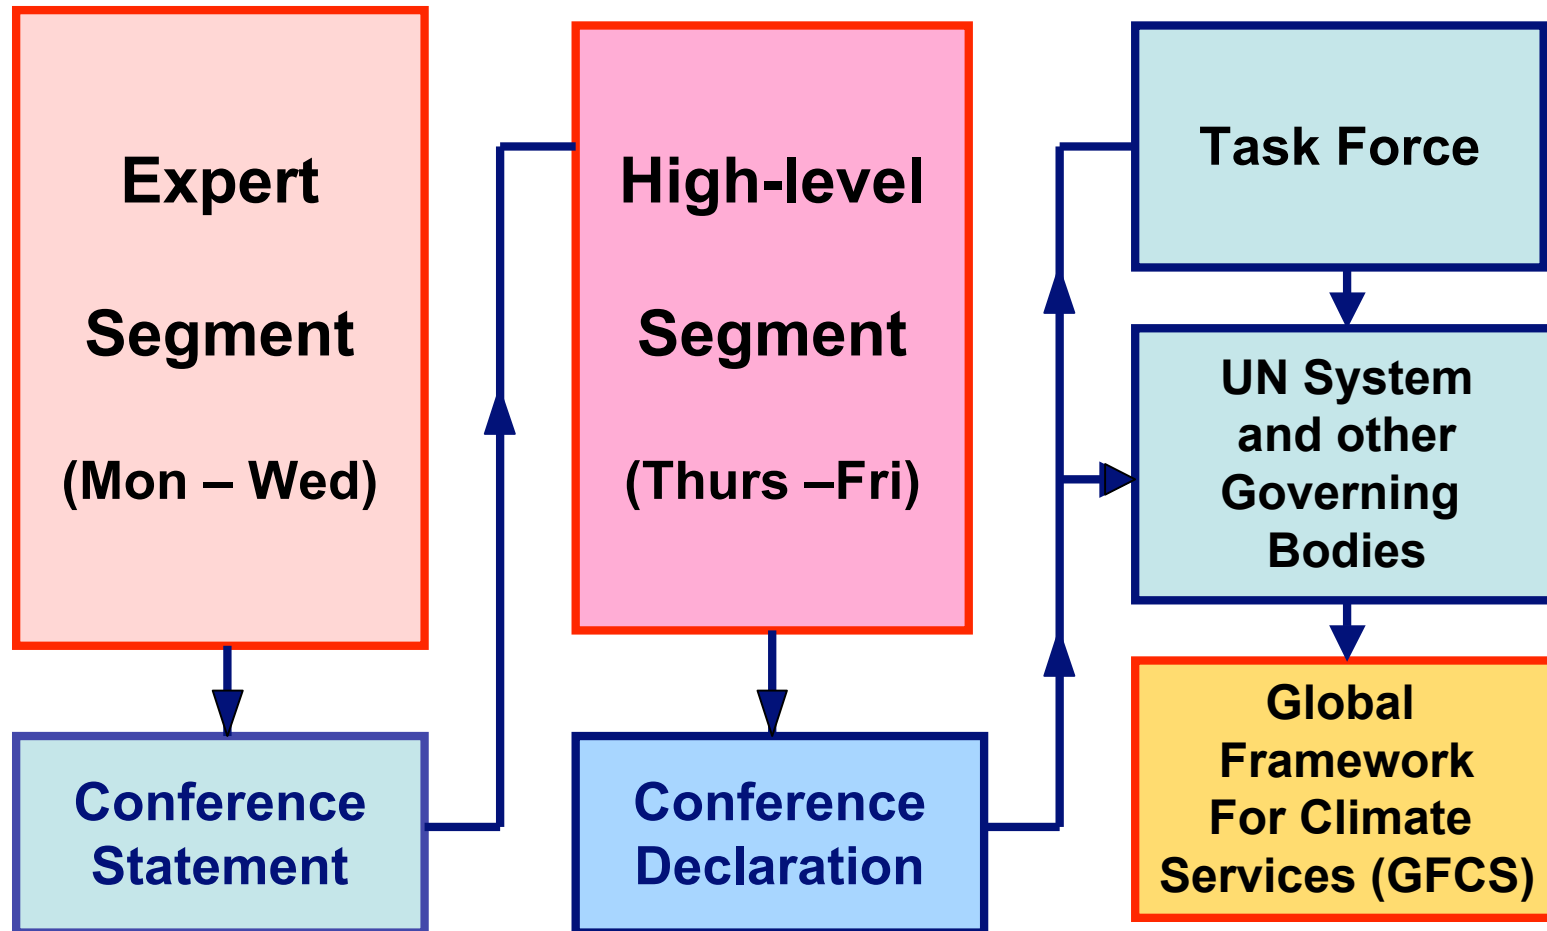 Expert
Segment
(Mon – Wed)
Conference
Statement
High-level
Segment
(Thurs –Fri)
Conference
Declaration
Task Force
UN System
and other
Governing
Bodies
Global
Framework
For Climate
Services (GFCS)